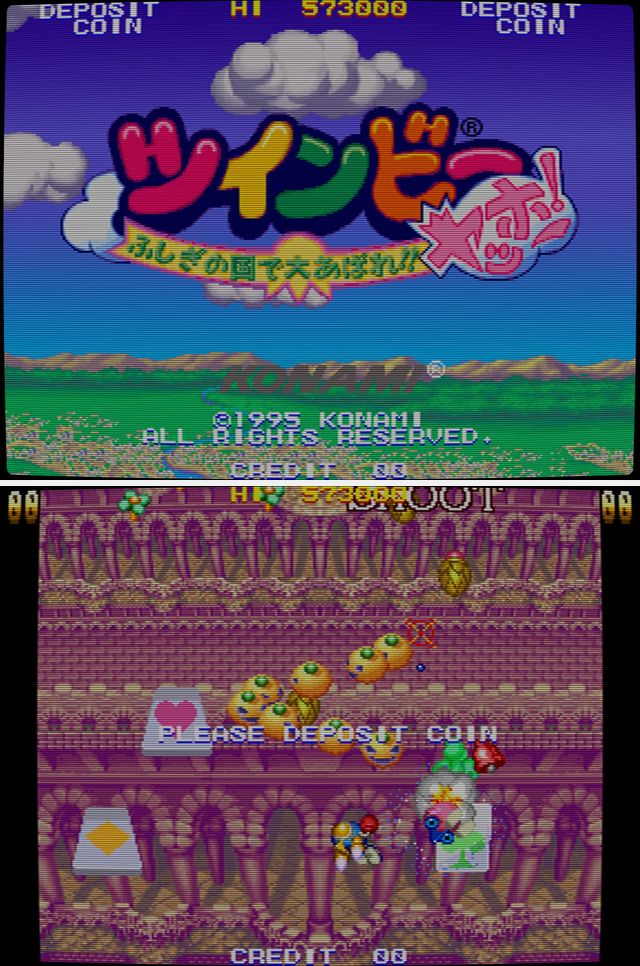 DEPOSIT HI 573000 DEPOSIT
COIN COIN
ツインビー®
ヤッホー!
ふしぎの国で大あばれ!!
KONAMI®
©1995 KONAMI
ALL RIGHTS RESERVED.
CREDIT 00
00 HI 573000 00
SHOOT
PLEASE DEPOSIT COIN
CREDIT 00